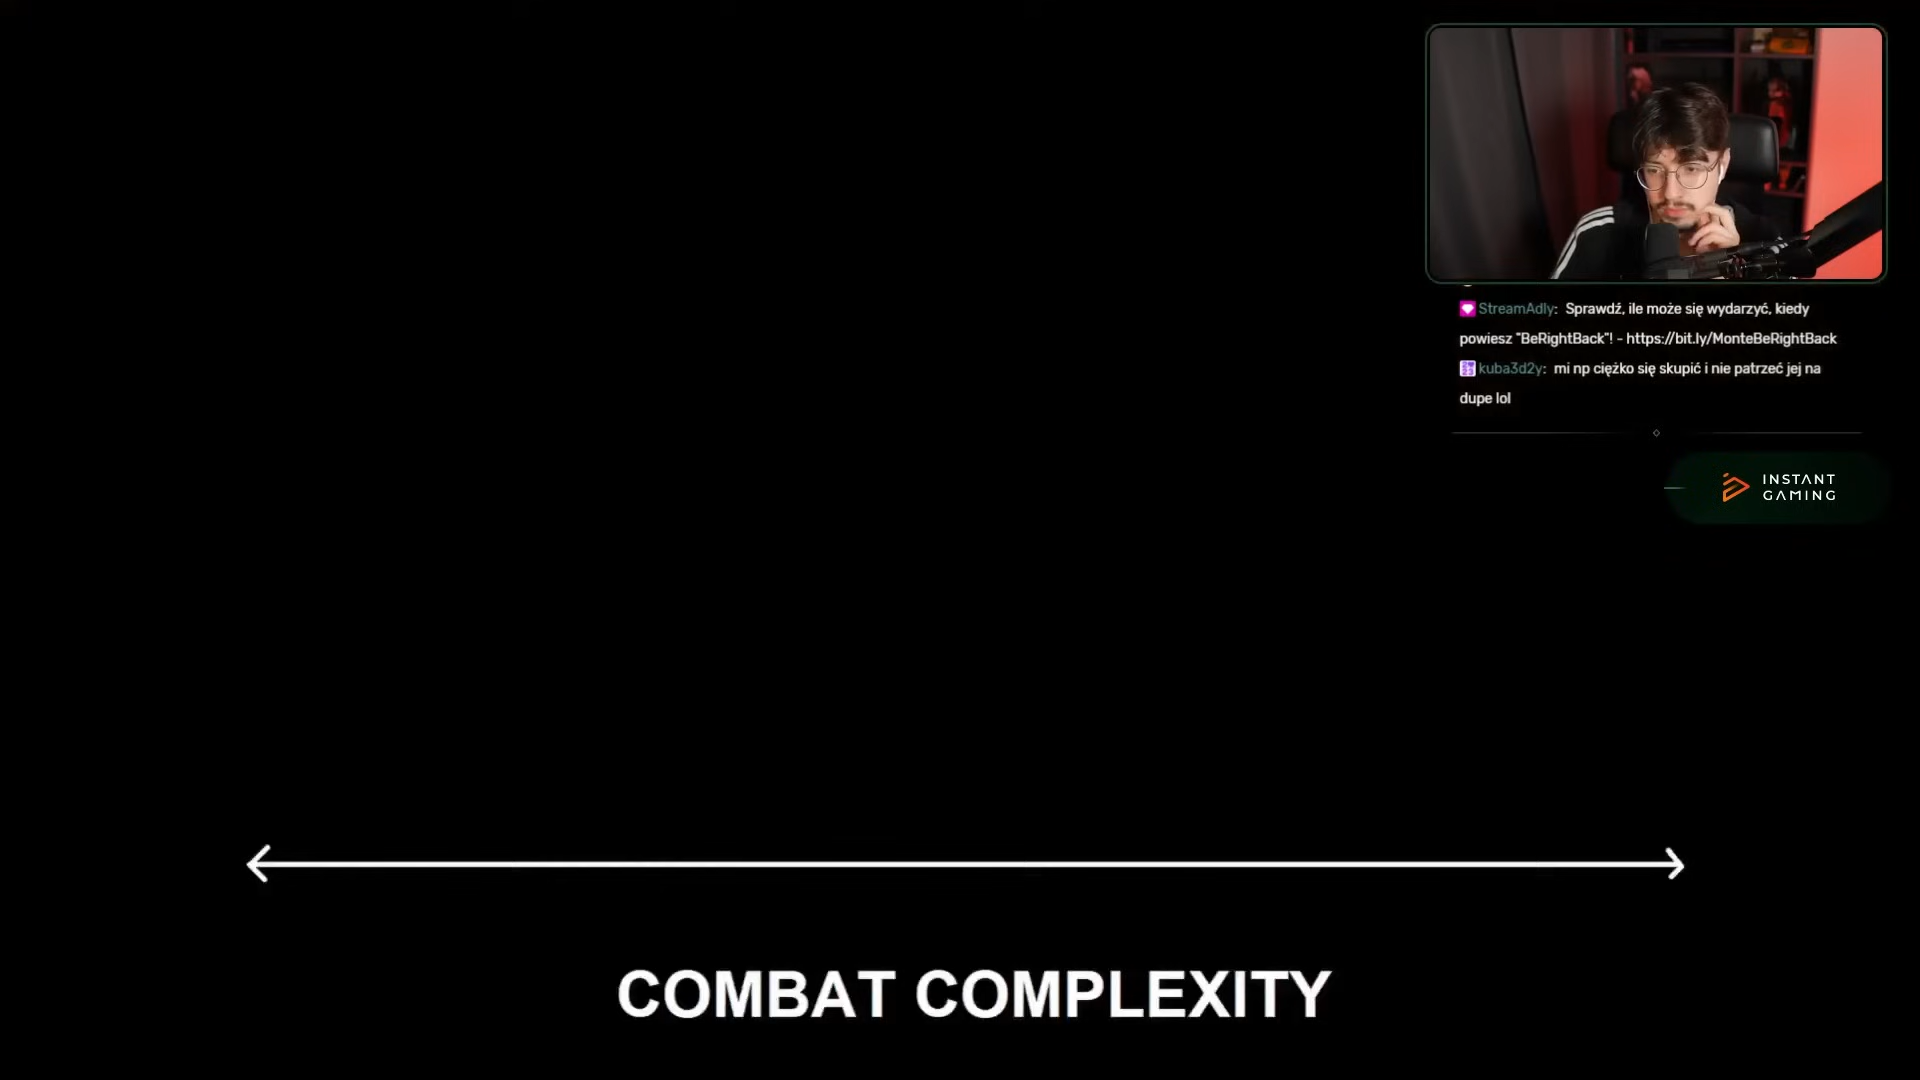 StreamAdly: Sprawdź, ile może się wydarzyć, kiedy
powiesz "BeRightBack"! - https://bit.ly/MonteBeRightBack
kuba3d2y: mi np ciężko się skupić i nie patrzeć jej na
dupe lol
INSTANT
GAMING
COMBAT COMPLEXITY